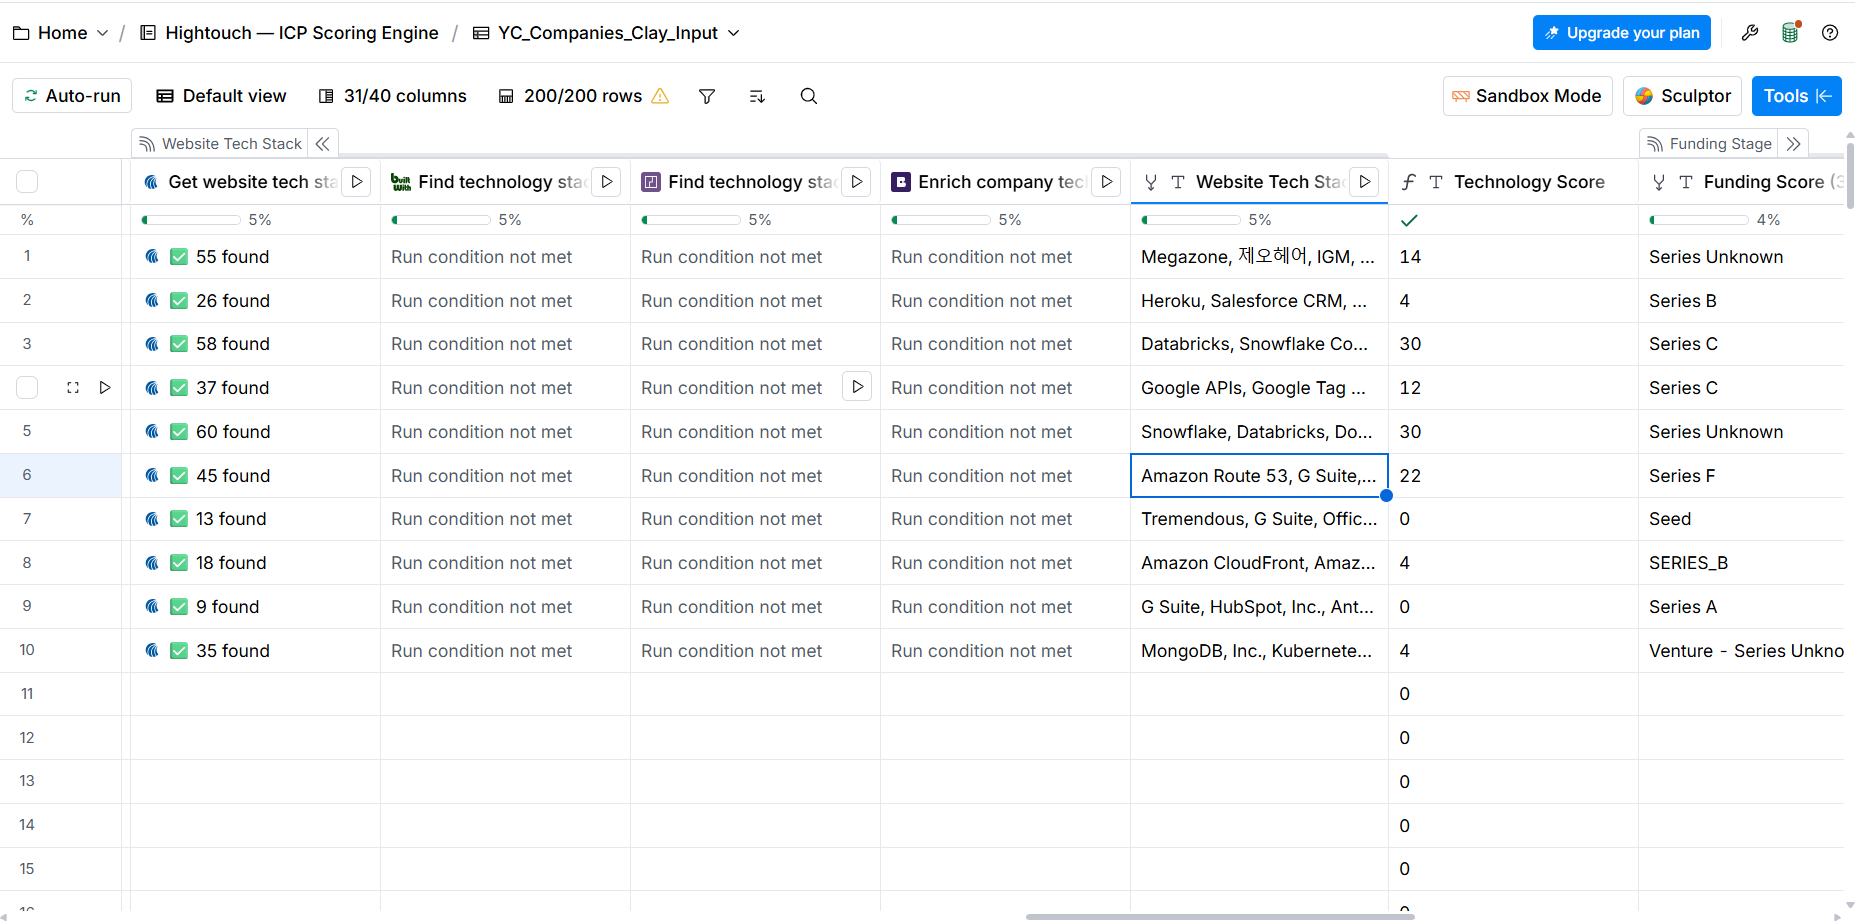 Home / Hightouch — ICP Scoring Engine / YC_Companies_Clay_Input Upgrade your plan
Auto-run Default view 31/40 columns 200/200 rows Sandbox Mode Sculptor Tools
Website Tech Stack Funding Stage
Get website tech sta Find technology stac Find technology stac Enrich company tec Website Tech Stac Technology Score Funding Score (3
% 5% 5% 5% 5% 5% 4%
1 55 found Run condition not met Run condition not met Run condition not met Megazone, 제오헤어, IGM, ... 14 Series Unknown
2 26 found Run condition not met Run condition not met Run condition not met Heroku, Salesforce CRM, ... 4 Series B
3 58 found Run condition not met Run condition not met Run condition not met Databricks, Snowflake Co... 30 Series C
37 found Run condition not met Run condition not met Run condition not met Google APIs, Google Tag ... 12 Series C
5 60 found Run condition not met Run condition not met Run condition not met Snowflake, Databricks, Do... 30 Series Unknown
6 45 found Run condition not met Run condition not met Run condition not met Amazon Route 53, G Suite,... 22 Series F
7 13 found Run condition not met Run condition not met Run condition not met Tremendous, G Suite, Offic... 0 Seed
8 18 found Run condition not met Run condition not met Run condition not met Amazon CloudFront, Amaz... 4 SERIES_B
9 9 found Run condition not met Run condition not met Run condition not met G Suite, HubSpot, Inc., Ant... 0 Series A
10 35 found Run condition not met Run condition not met Run condition not met MongoDB, Inc., Kubernete... 4 Venture - Series Unkno
11 0
12 0
13 0
14 0
15 0